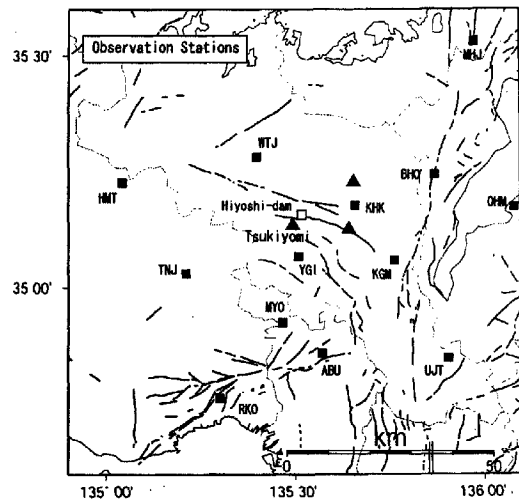 35°30'
Observation Stations
MHJ
WTJ
BHO
HMT
KHK
OHM
Hiyoshi-dam
Tsukiyomi
YGI
KGM
TNJ
35°00'
MYO
ABU
UJT
RKO
km
0
50
135°00'
135°30'
136°00'